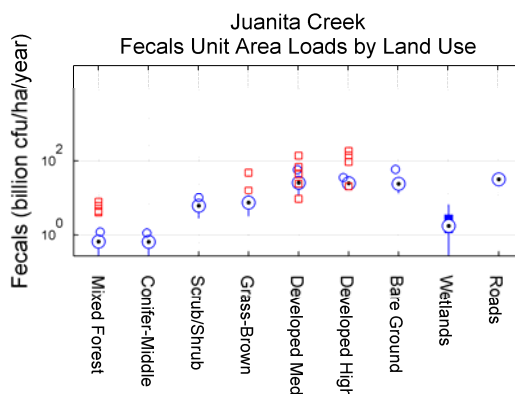 Juanita Creek
Fecals Unit Area Loads by Land Use
Fecals (billion cfu/ha/year)
10^2
10^0
Mixed Forest
Conifer-Middle
Scrub/Shrub
Grass-Brown
Developed Med
Developed High
Bare Ground
Wetlands
Roads